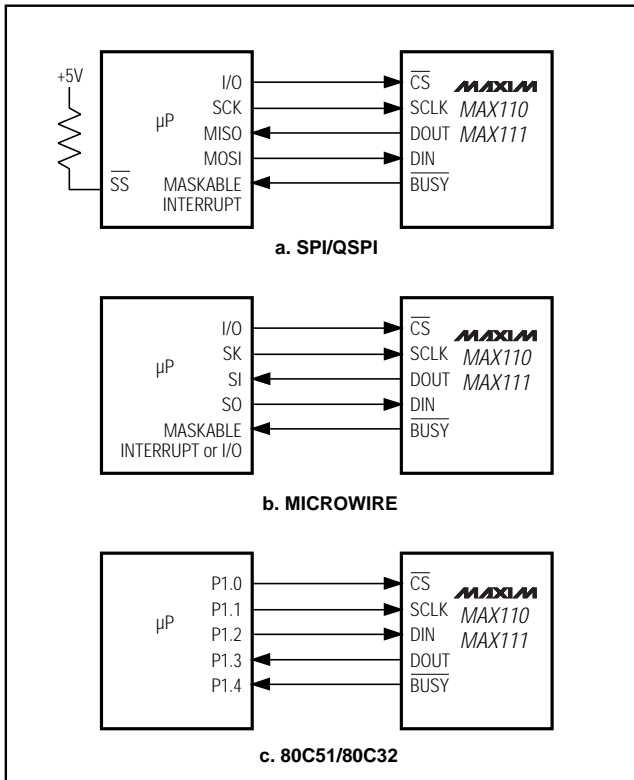 +5V
µP
SS
I/O
SCK
MISO
MOSI
MASKABLE
INTERRUPT
CS
SCLK
DOUT
DIN
BUSY
MAXIM
MAX110
MAX111
a. SPI/QSPI
µP
I/O
SK
SI
SO
MASKABLE
INTERRUPT or I/O
CS
SCLK
DOUT
DIN
BUSY
MAXIM
MAX110
MAX111
b. MICROWIRE
µP
P1.0
P1.1
P1.2
P1.3
P1.4
CS
SCLK
DIN
DOUT
BUSY
MAXIM
MAX110
MAX111
c. 80C51/80C32